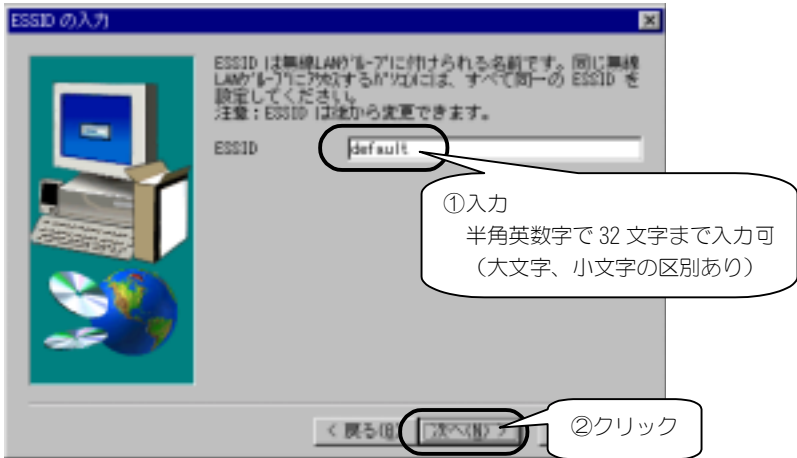 ESSID の入力
ESSID は無線LANｸﾞﾙｰﾌﾟに付けられる名前です。同じ無線
LANｸﾞﾙｰﾌﾟにｱｸｾｽするﾊﾟｿｺﾝには、すべて同一の ESSID を
設定してください。
注意：ESSID は後から変更できます。
ESSID
default
①入力
半角英数字で 32 文字まで入力可
（大文字、小文字の区別あり）
< 戻る(B)
次へ(N) >
②クリック